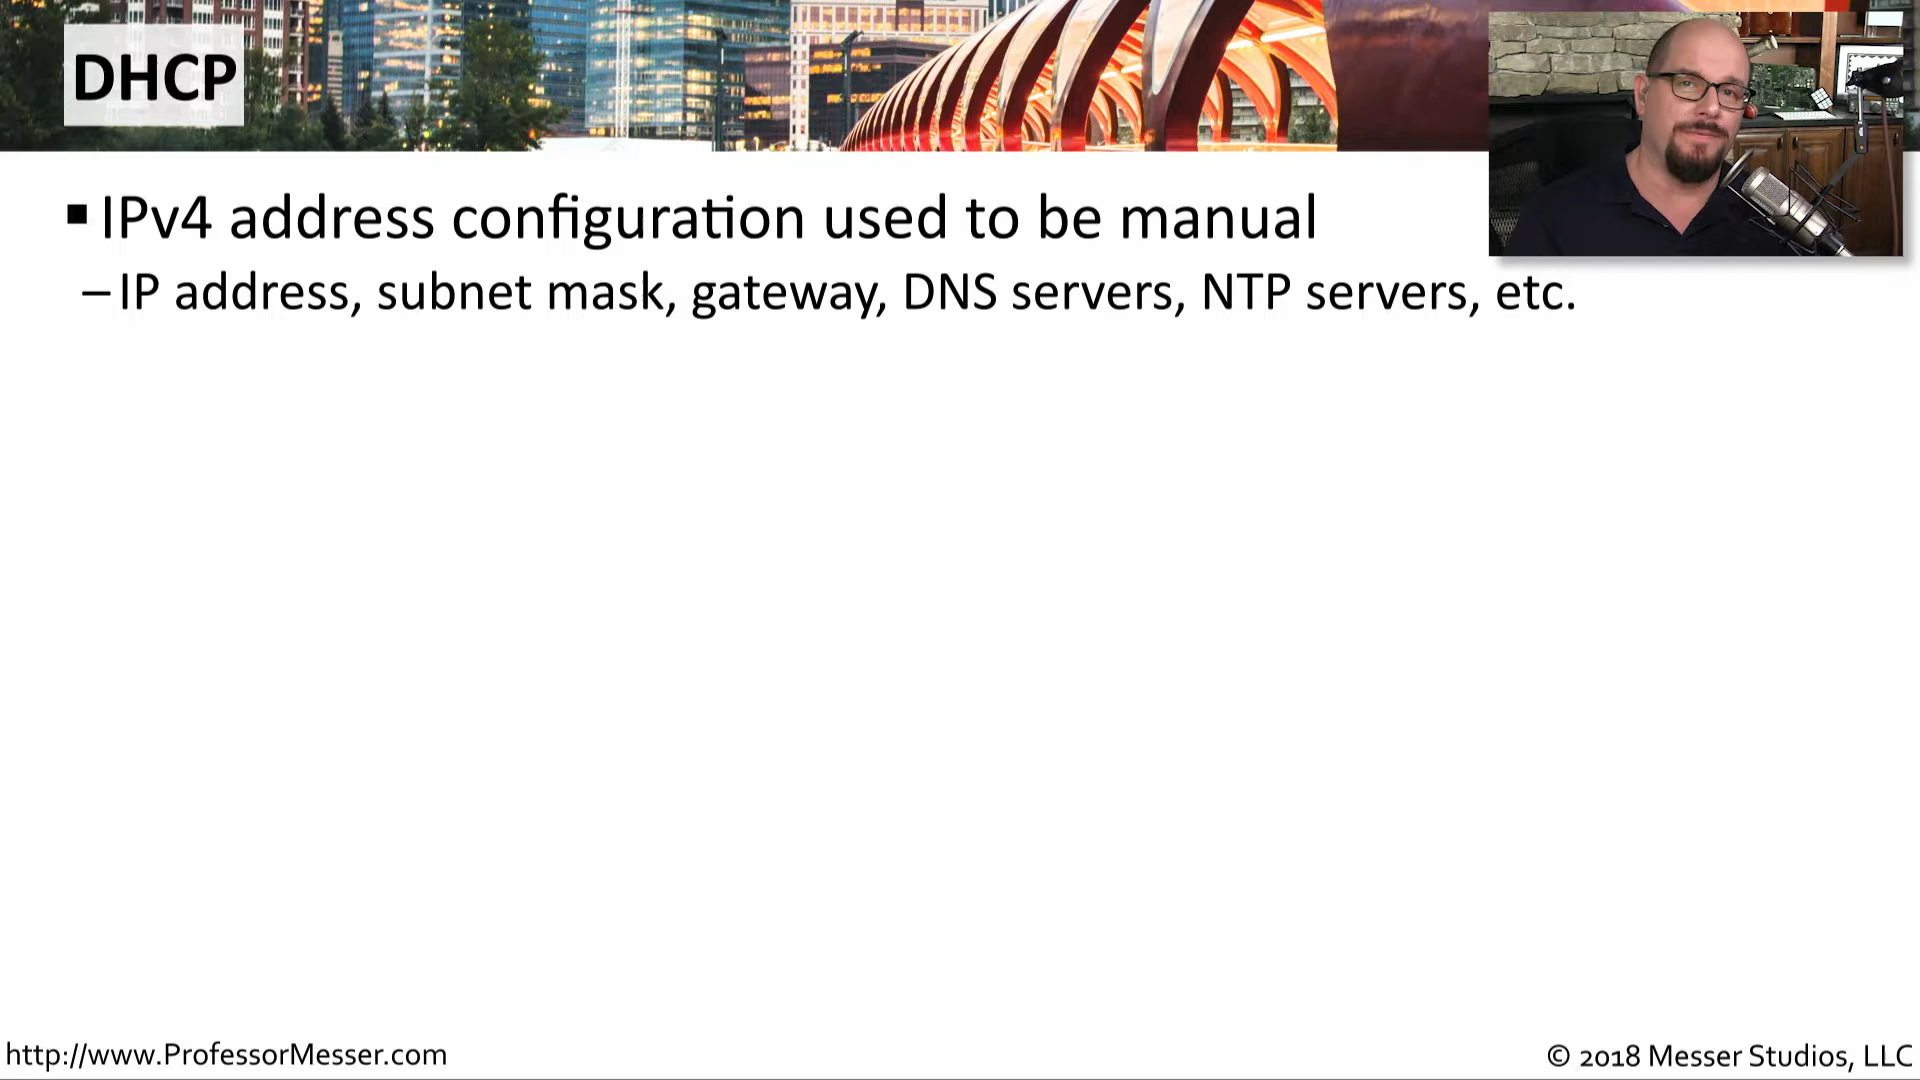 DHCP
▪ IPv4 address configuration used to be manual
– IP address, subnet mask, gateway, DNS servers, NTP servers, etc.
http://www.ProfessorMesser.com
© 2018 Messer Studios, LLC